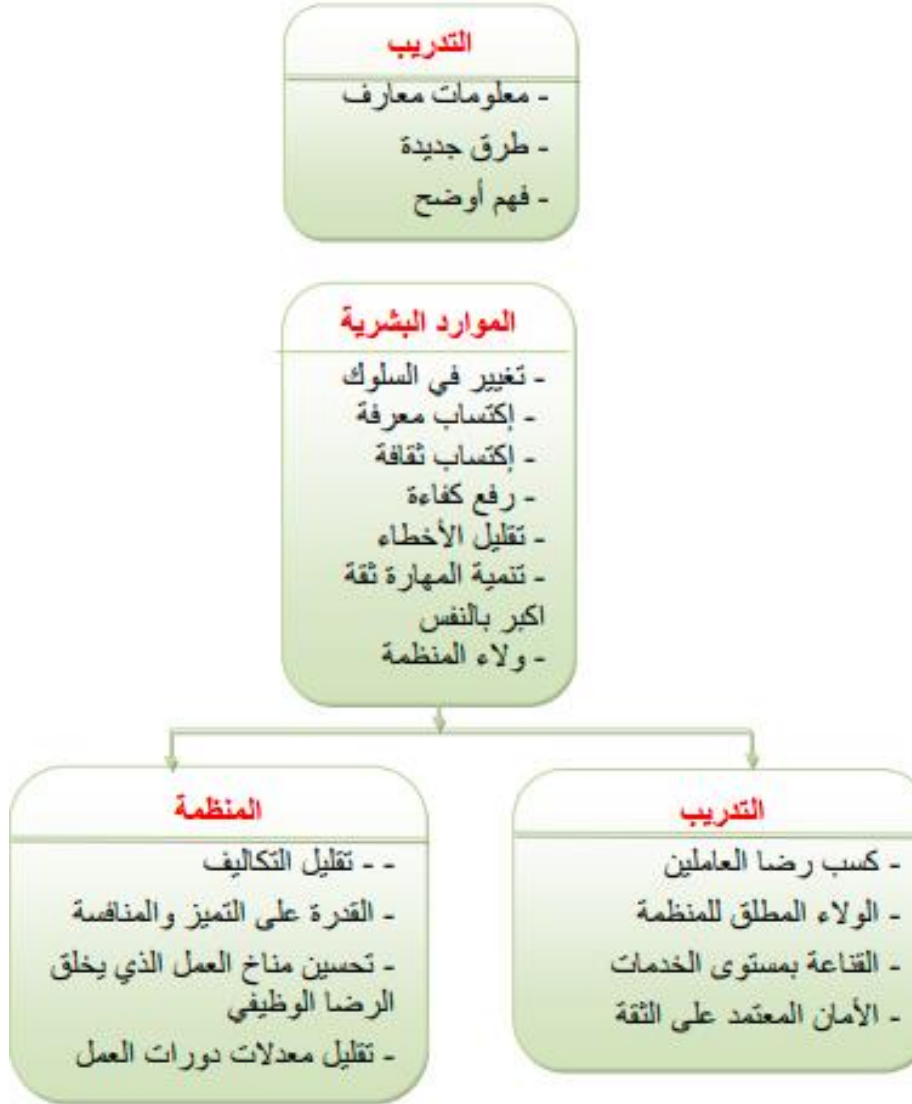 التدريب
- معلومات معارف
- طرق جديدة
- فهم أوضح
الموارد البشرية
- تغيير في السلوك
- إكتساب معرفة
- إكتساب ثقافة
- رفع كفاءة
- تقليل الأخطاء
- تنمية المهارة ثقة
اكبر بالنفس
- ولاء المنظمة
التدريب
- كسب رضا العاملين
- الولاء المطلق للمنظمة
- القناعة بمستوى الخدمات
- الأمان المعتمد على الثقة
المنظمة
- - تقليل التكاليف
- القدرة على التميز والمنافسة
- تحسين مناخ العمل الذي يخلق
الرضا الوظيفي
- تقليل معدلات دورات العمل